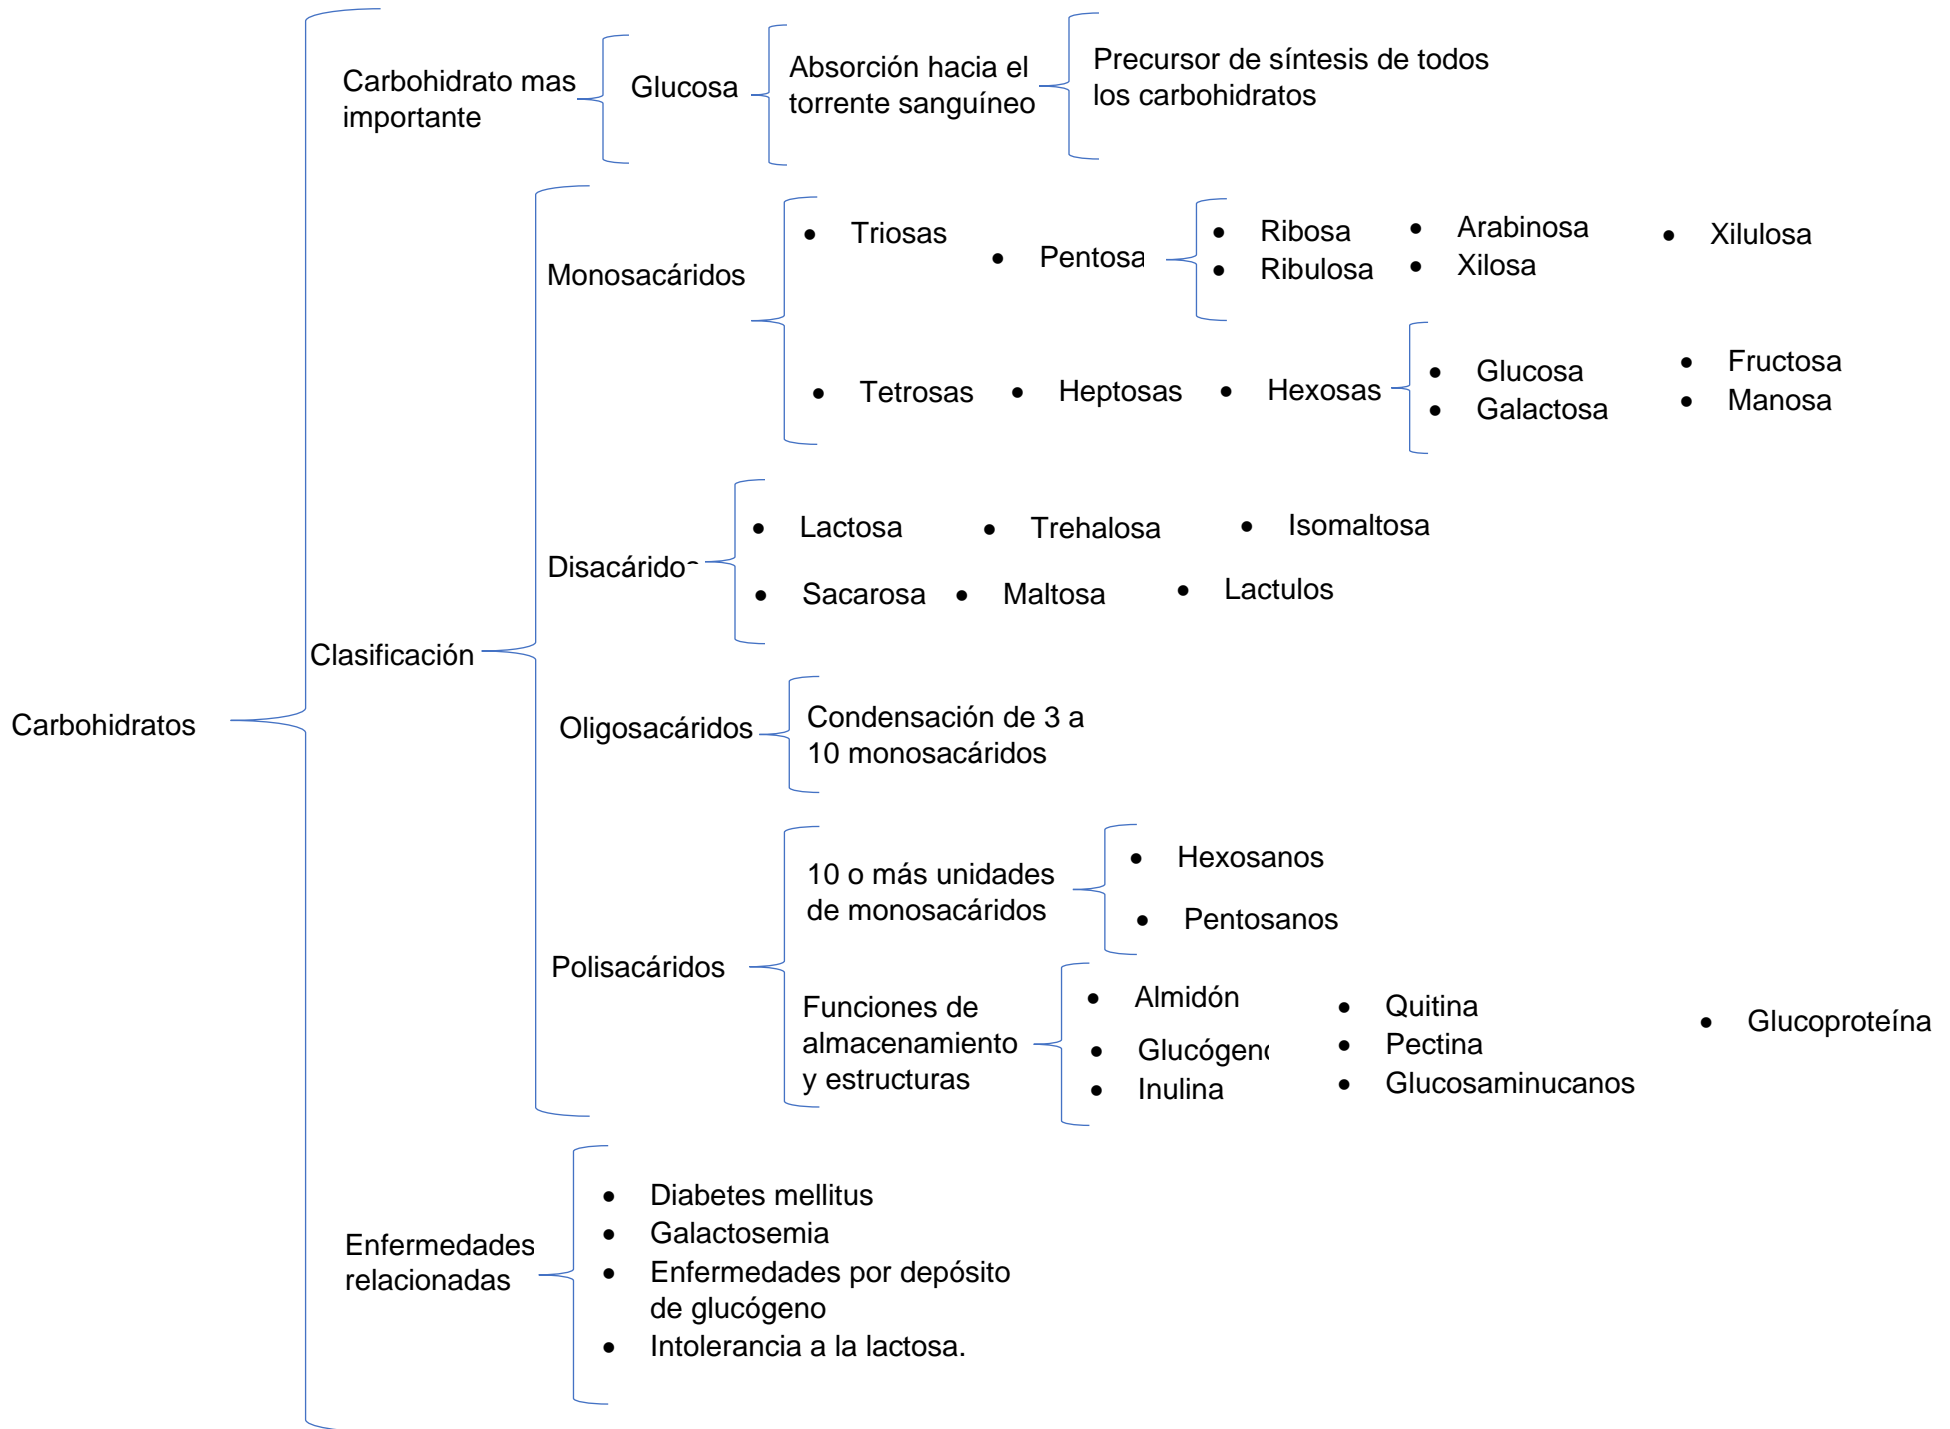 Carbohidratos
Carbohidrato mas
importante
Glucosa
Absorción hacia el
torrente sanguíneo
Precursor de síntesis de todos
los carbohidratos
Clasificación
Monosacáridos
• Triosas
• Pentosa
• Ribosa
• Ribulosa
• Arabinosa
• Xilosa
• Xilulosa
• Tetrosas
• Heptosas
• Hexosas
• Glucosa
• Galactosa
• Fructosa
• Manosa
Disacáridos
• Lactosa
• Trehalosa
• Isomaltosa
• Sacarosa
• Maltosa
• Lactulos
Oligosacáridos
Condensación de 3 a
10 monosacáridos
Polisacáridos
10 o más unidades
de monosacáridos
• Hexosanos
• Pentosanos
Funciones de
almacenamiento
y estructuras
• Almidón
• Glucógeno
• Inulina
• Quitina
• Pectina
• Glucosaminucanos
• Glucoproteína
Enfermedades
relacionadas
• Diabetes mellitus
• Galactosemia
• Enfermedades por depósito
de glucógeno
• Intolerancia a la lactosa.